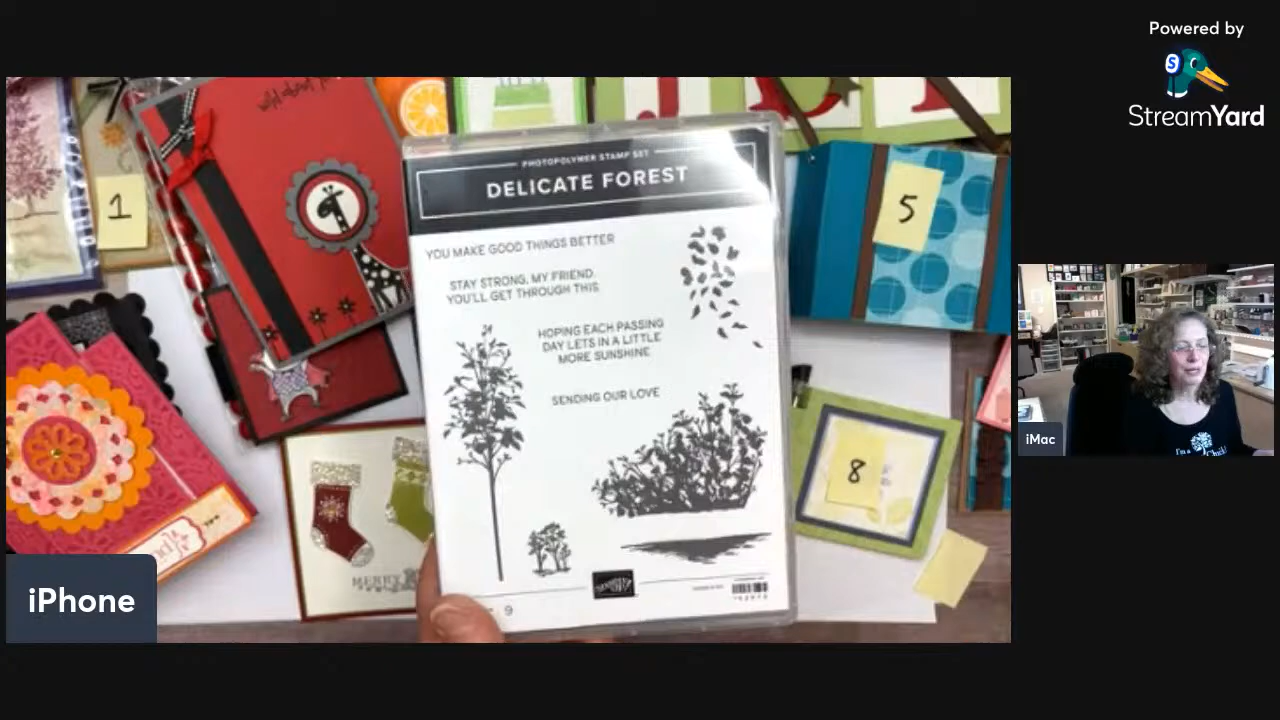 Powered by
StreamYard
1
PHOTOPOLYMER STAMP SET
DELICATE FOREST
YOU MAKE GOOD THINGS BETTER
STAY STRONG, MY FRIEND
YOU'LL GET THROUGH THIS
HOPING EACH PASSING
DAY LETS IN A LITTLE
MORE SUNSHINE
SENDING OUR LOVE
5
8
MERRY
9
iPhone
iMac